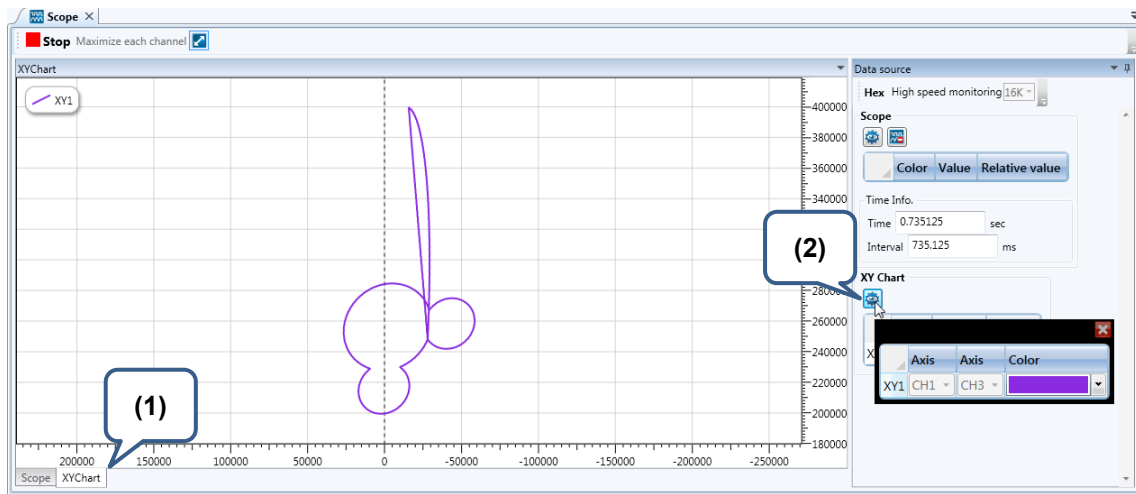 Scope
Stop Maximize each channel
XYChart
XY1
400000
380000
360000
340000
280000
260000
240000
220000
200000
180000
200000 150000 100000 50000 0 -50000 -100000 -150000 -200000 -250000
(1)
Scope XYChart
Data source
Hex High speed monitoring 16K
Scope
Color Value Relative value
Time Info.
Time 0.735125 sec
Interval 735.125 ms
(2)
XY Chart
X
Axis Axis Color
XY1 CH1 CH3